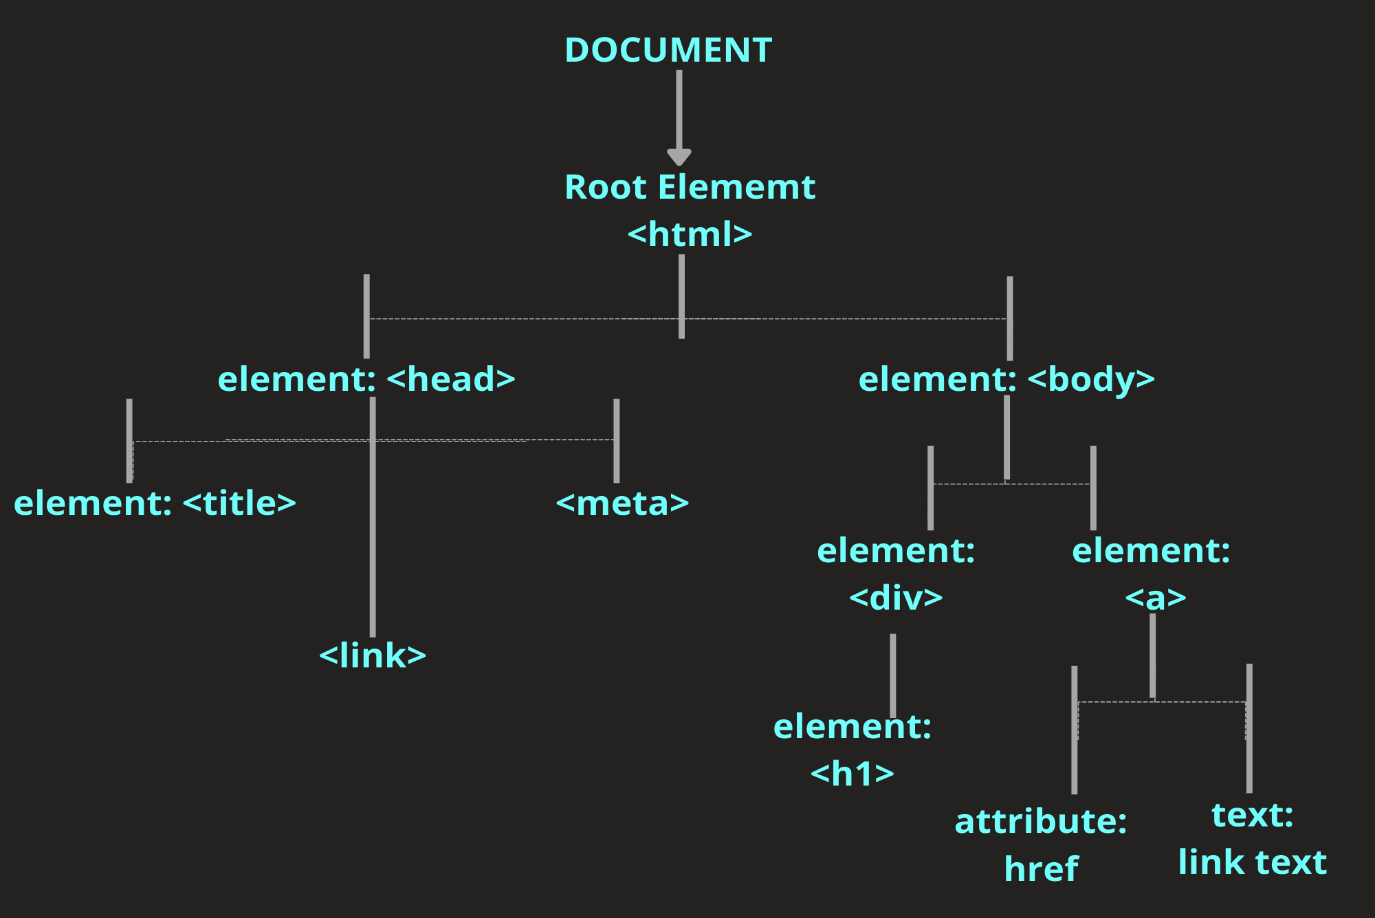 DOCUMENT
Root Elememt
<html>
element: <head>
element: <body>
element: <title>
<meta>
element:
<div>
element:
<a>
<link>
element:
<h1>
attribute:
href
text:
link text